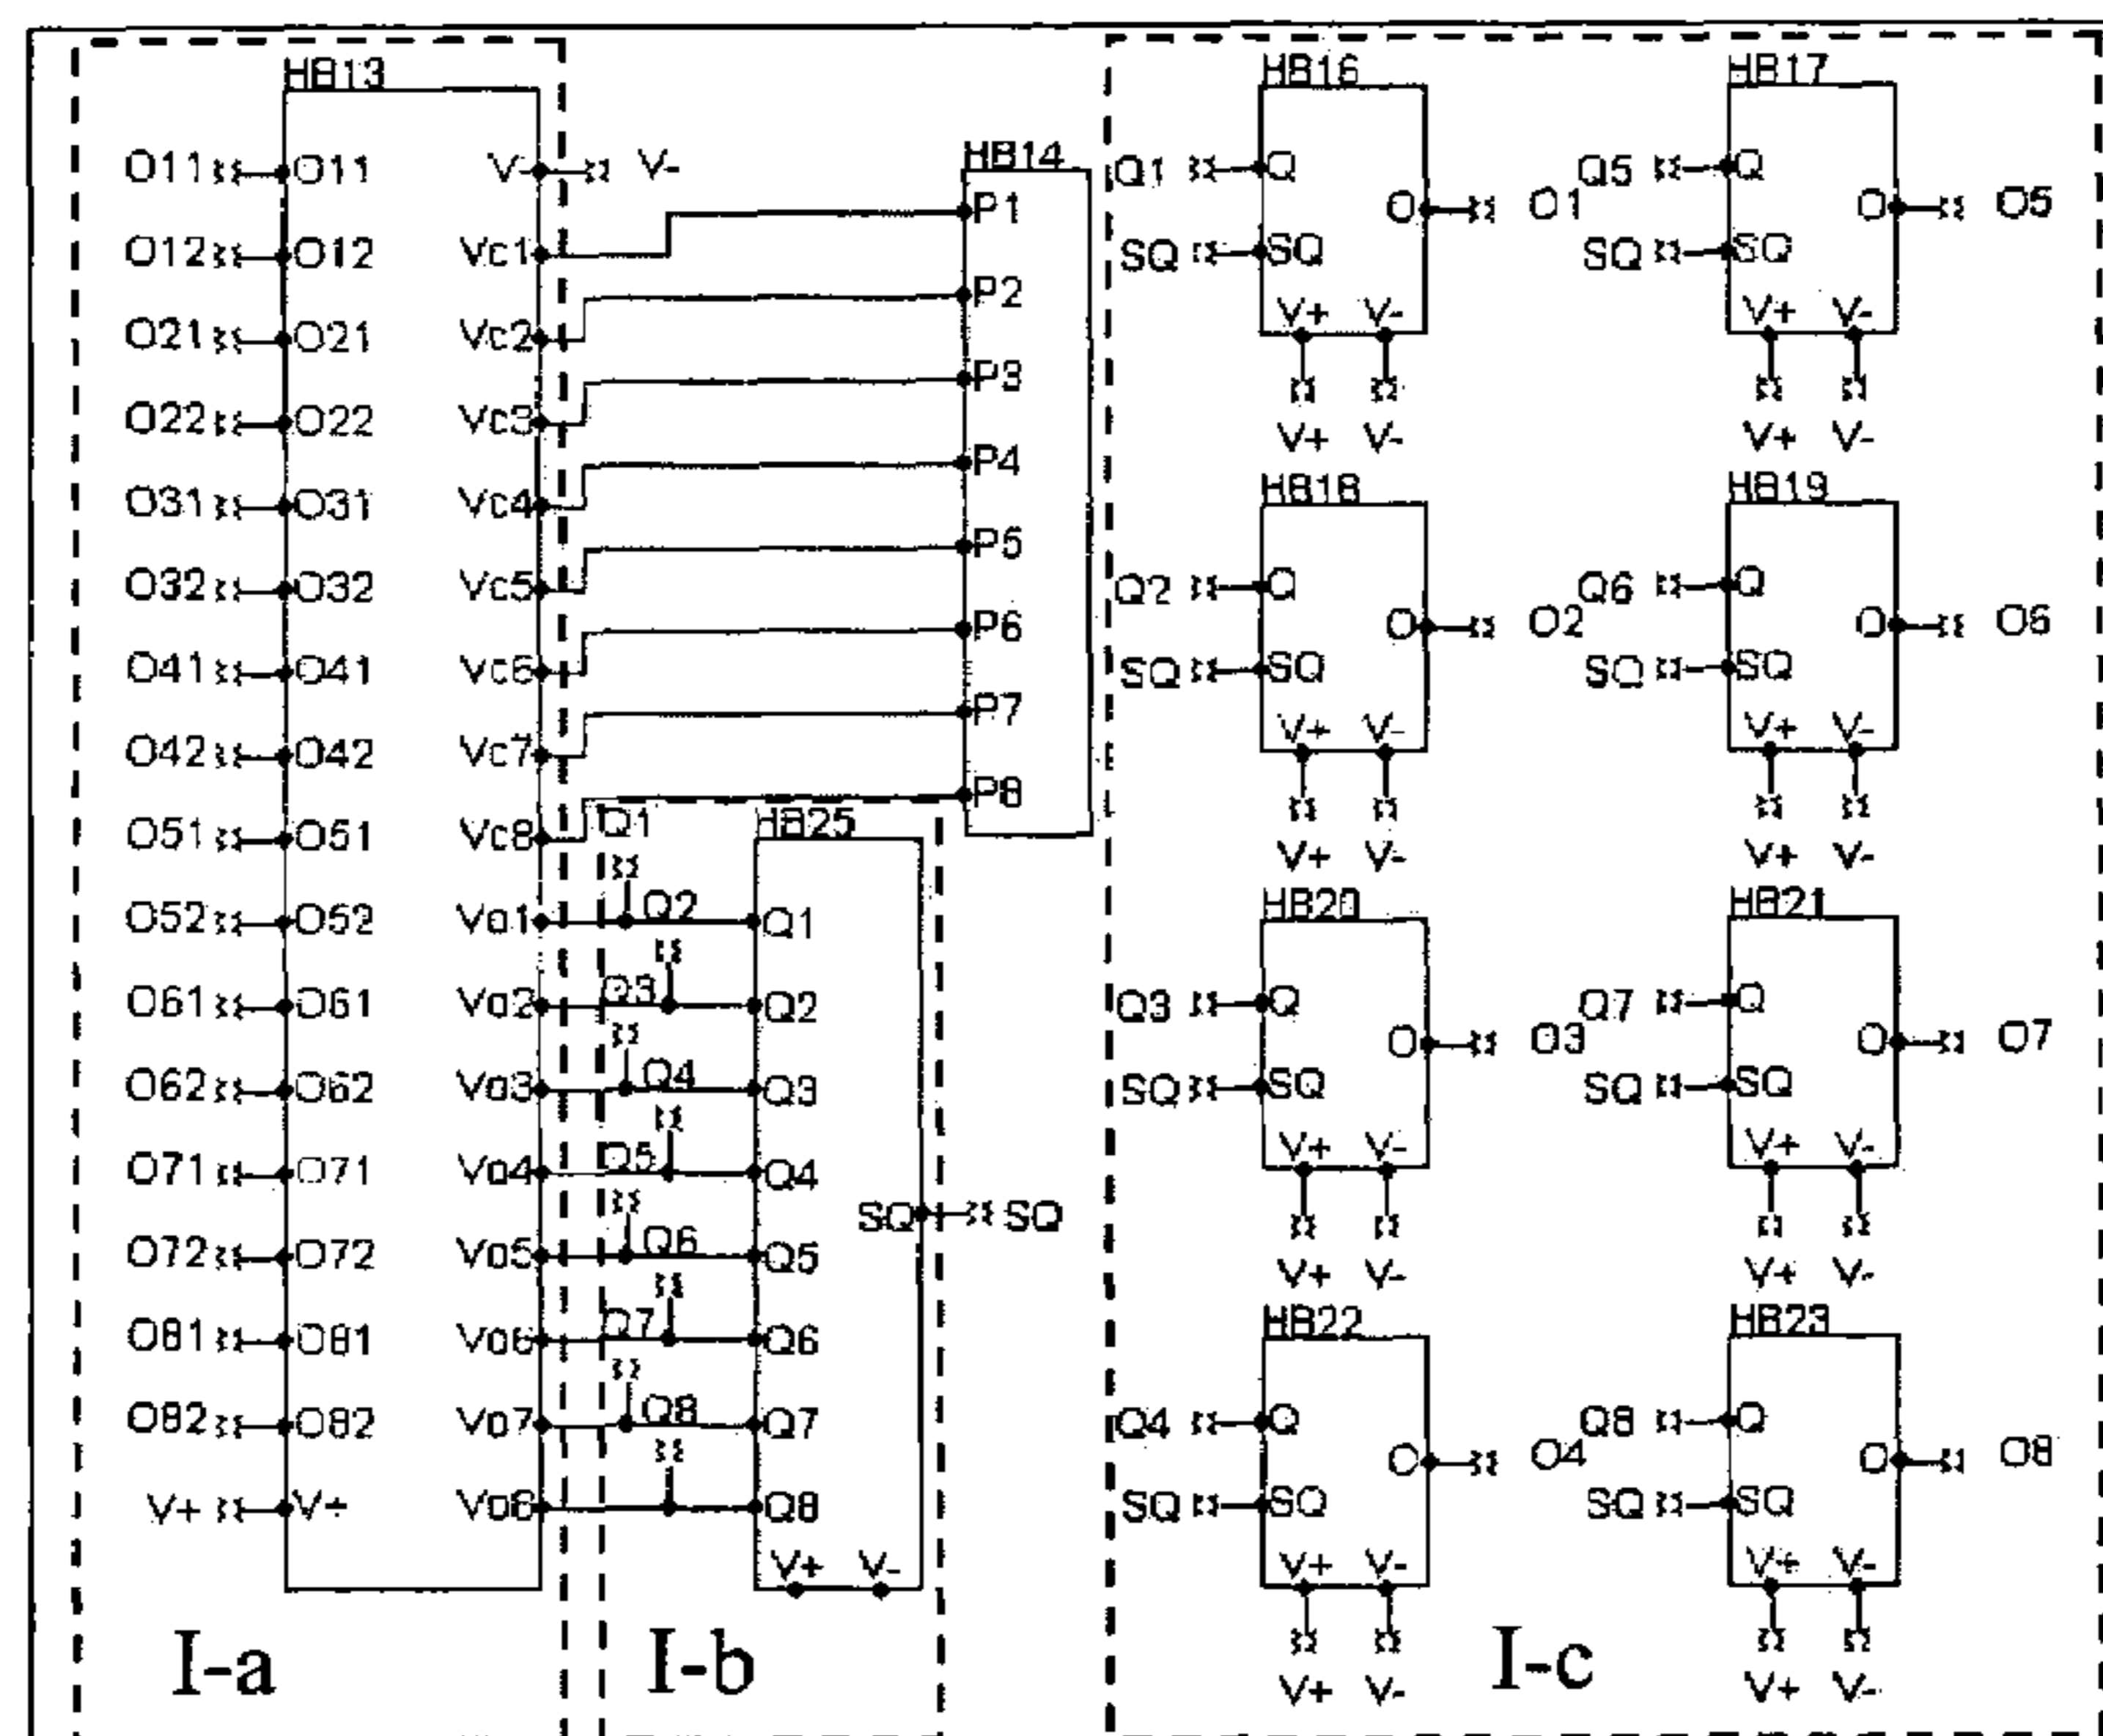 HB13
O11 O11 V- V-
O12 O12 Vc1
O21 O21 Vc2
O22 O22 Vc3
O31 O31 Vc4
O32 O32 Vc5
O41 O41 Vc6
O42 O42 Vc7
O51 O51 Vc8
O52 O52 Vo1
O61 O61 Vo2
O62 O62 Vo3
O71 O71 Vo4
O72 O72 Vo5
O81 O81 Vo6
O82 O82 Vo7
V+ V+ Vo8
I-a
HB14
P1
P2
P3
P4
P5
P6
P7
P8
Q1 HB25
Q2 Q1
Q3 Q2
Q4 Q3
Q5 Q4
SQ SQ
Q6 Q5
Q7 Q6
Q8 Q7
Q8
V+ V-
I-b
HB16
Q1 Q
O O1
SQ SQ
V+ V-
V+ V-
HB17
Q5 Q
O O5
SQ SQ
V+ V-
V+ V-
HB18
Q2 Q
O O2
SQ SQ
V+ V-
V+ V-
HB19
Q6 Q
O O6
SQ SQ
V+ V-
V+ V-
HB20
Q3 Q
O O3
SQ SQ
V+ V-
V+ V-
HB21
Q7 Q
O O7
SQ SQ
V+ V-
V+ V-
HB22
Q4 Q
O O4
SQ SQ
V+ V-
V+ V-
HB23
Q8 Q
O O8
SQ SQ
V+ V-
V+ V-
I-c